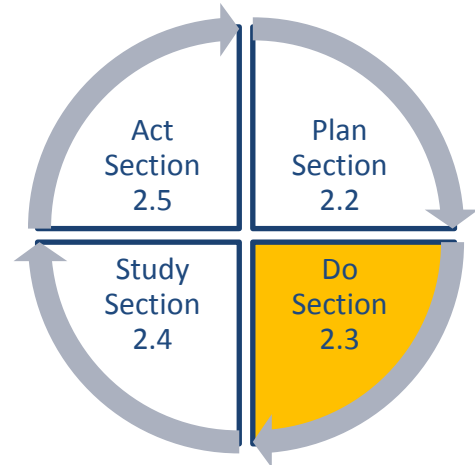 Act
Section
2.5
Plan
Section
2.2
Study
Section
2.4
Do
Section
2.3